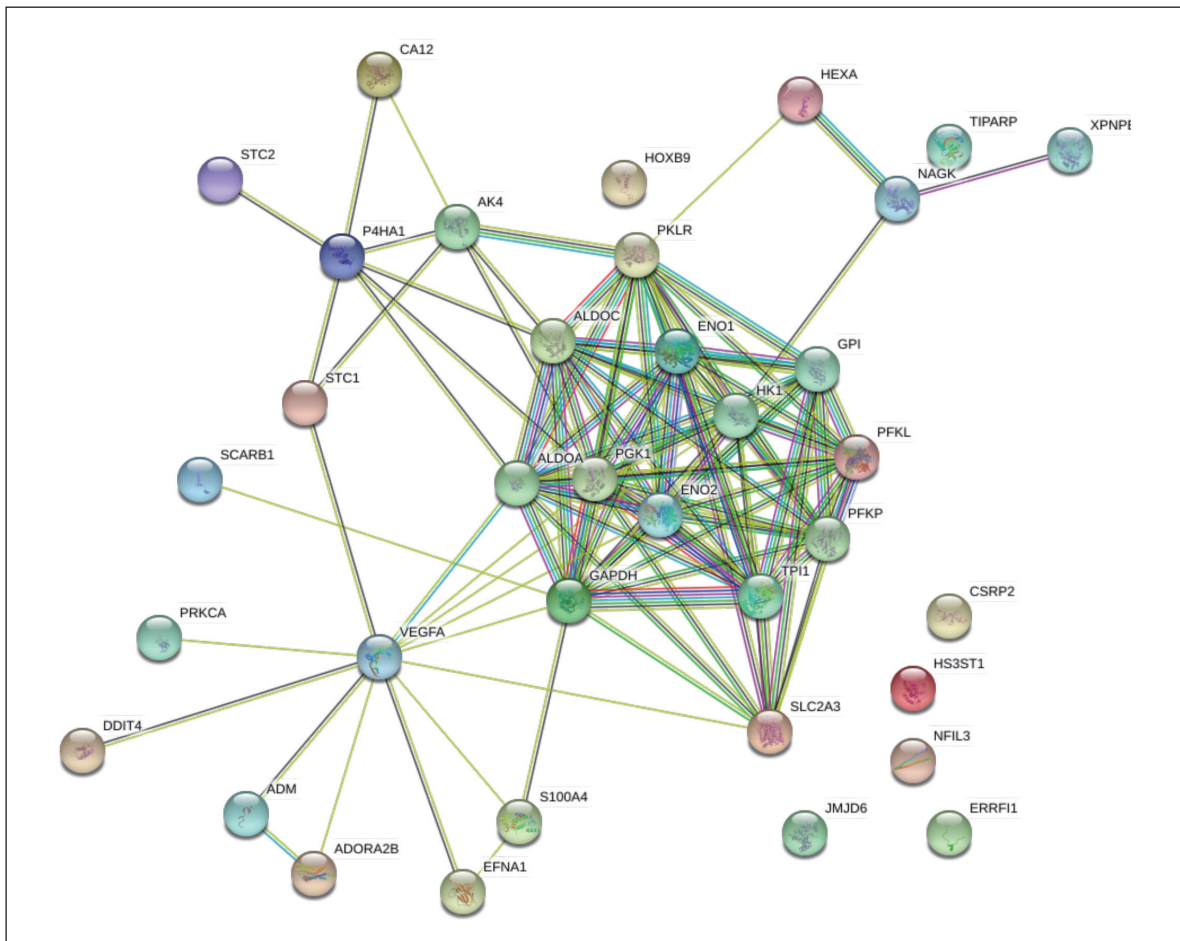 CA12
HEXA
TIPARP
XPNPE
STC2
HOXB9
NAGK
AK4
P4HA1
PKLR
ALDOC
ENO1
GPI
STC1
HK1
PFKL
SCARB1
ALDOA
PGK1
ENO2
PFKP
GAPDH
TPI1
CSRP2
PRKCA
VEGFA
HS3ST1
SLC2A3
DDIT4
NFIL3
ADM
S100A4
JMJD6
ERRFI1
ADORA2B
EFNA1